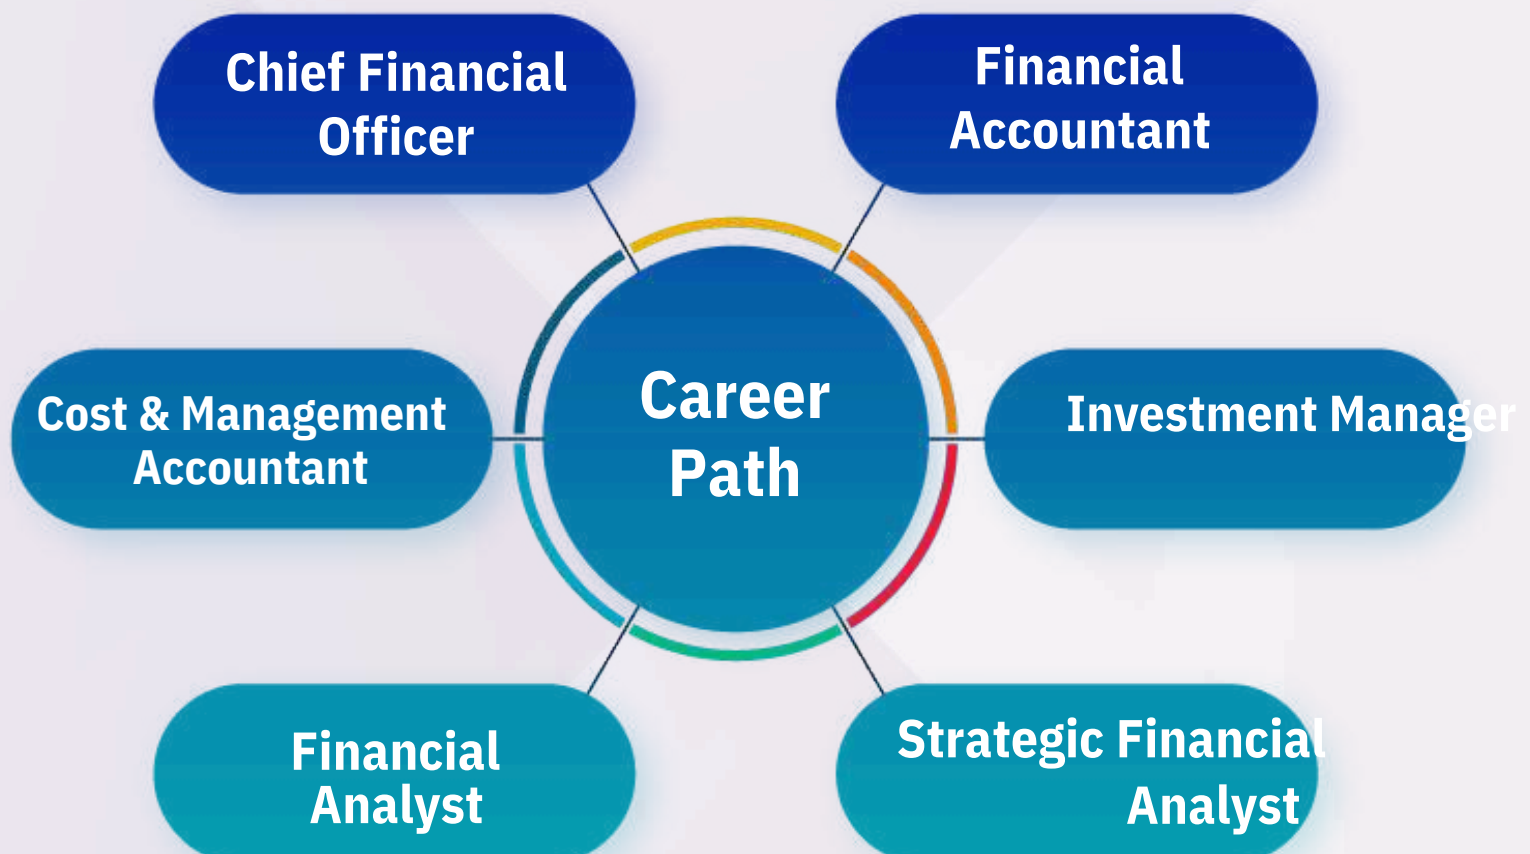 Chief Financial
Officer
Financial
Accountant
Cost & Management
Accountant
Career
Path
Investment Manager
Financial
Analyst
Strategic Financial
Analyst